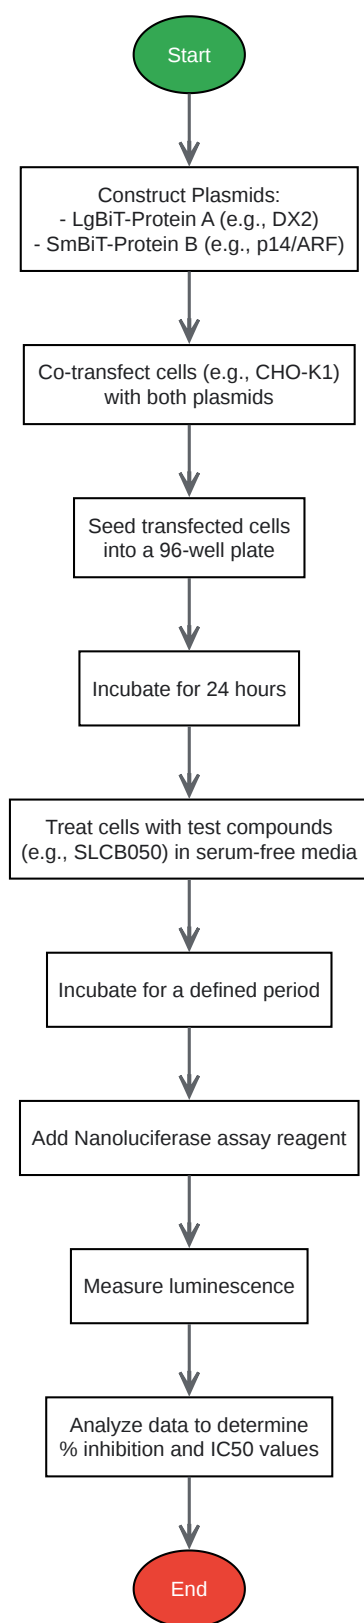 Start
Construct Plasmids:
- LgBiT-Protein A (e.g., DX2)
- SmBiT-Protein B (e.g., p14/ARF)
Co-transfect cells (e.g., CHO-K1)
with both plasmids
Seed transfected cells
into a 96-well plate
Incubate for 24 hours
Treat cells with test compounds
(e.g., SLCB050) in serum-free media
Incubate for a defined period
Add Nanoluciferase assay reagent
Measure luminescence
Analyze data to determine
% inhibition and IC50 values
End